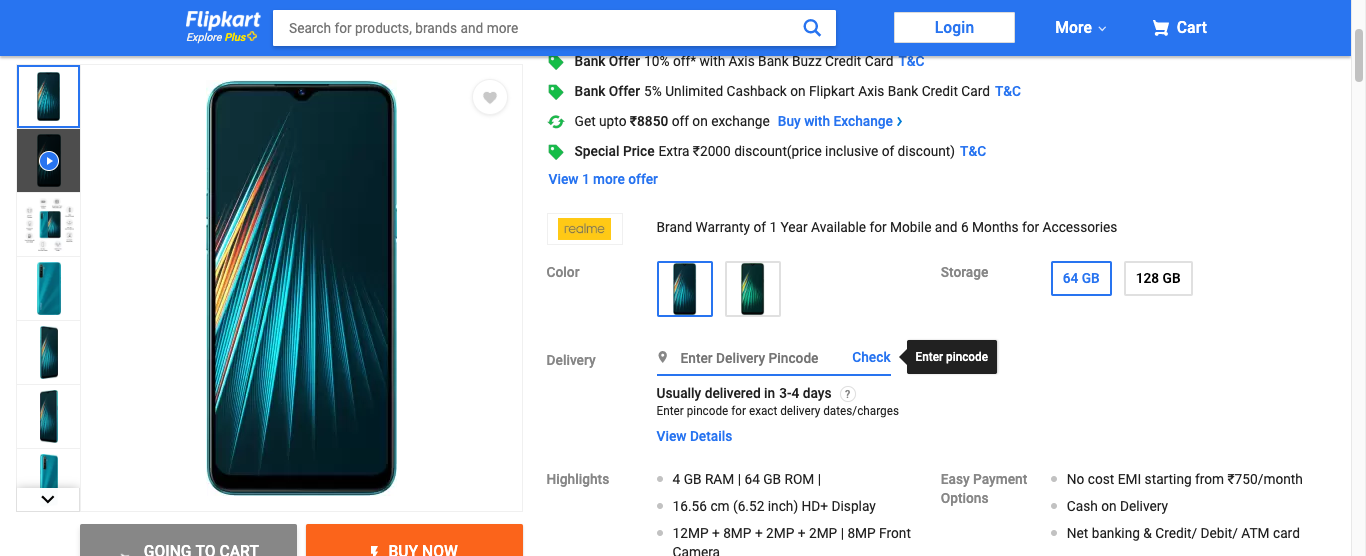 Flipkart
Explore Plus
Search for products, brands and more
Login
More
Cart
Bank Offer 10% off* with Axis Bank Buzz Credit Card T&C
Bank Offer 5% Unlimited Cashback on Flipkart Axis Bank Credit Card T&C
Get upto ₹8850 off on exchange Buy with Exchange
Special Price Extra ₹2000 discount(price inclusive of discount) T&C
View 1 more offer
realme
Brand Warranty of 1 Year Available for Mobile and 6 Months for Accessories
Color
Storage
64 GB
128 GB
Delivery
Enter Delivery Pincode
Check
Enter pincode
Usually delivered in 3-4 days ?
Enter pincode for exact delivery dates/charges
View Details
Highlights
4 GB RAM | 64 GB ROM |
16.56 cm (6.52 inch) HD+ Display
12MP + 8MP + 2MP + 2MP | 8MP Front
Camera
Easy Payment
Options
No cost EMI starting from ₹750/month
Cash on Delivery
Net banking & Credit/ Debit/ ATM card
GOING TO CART
BUY NOW